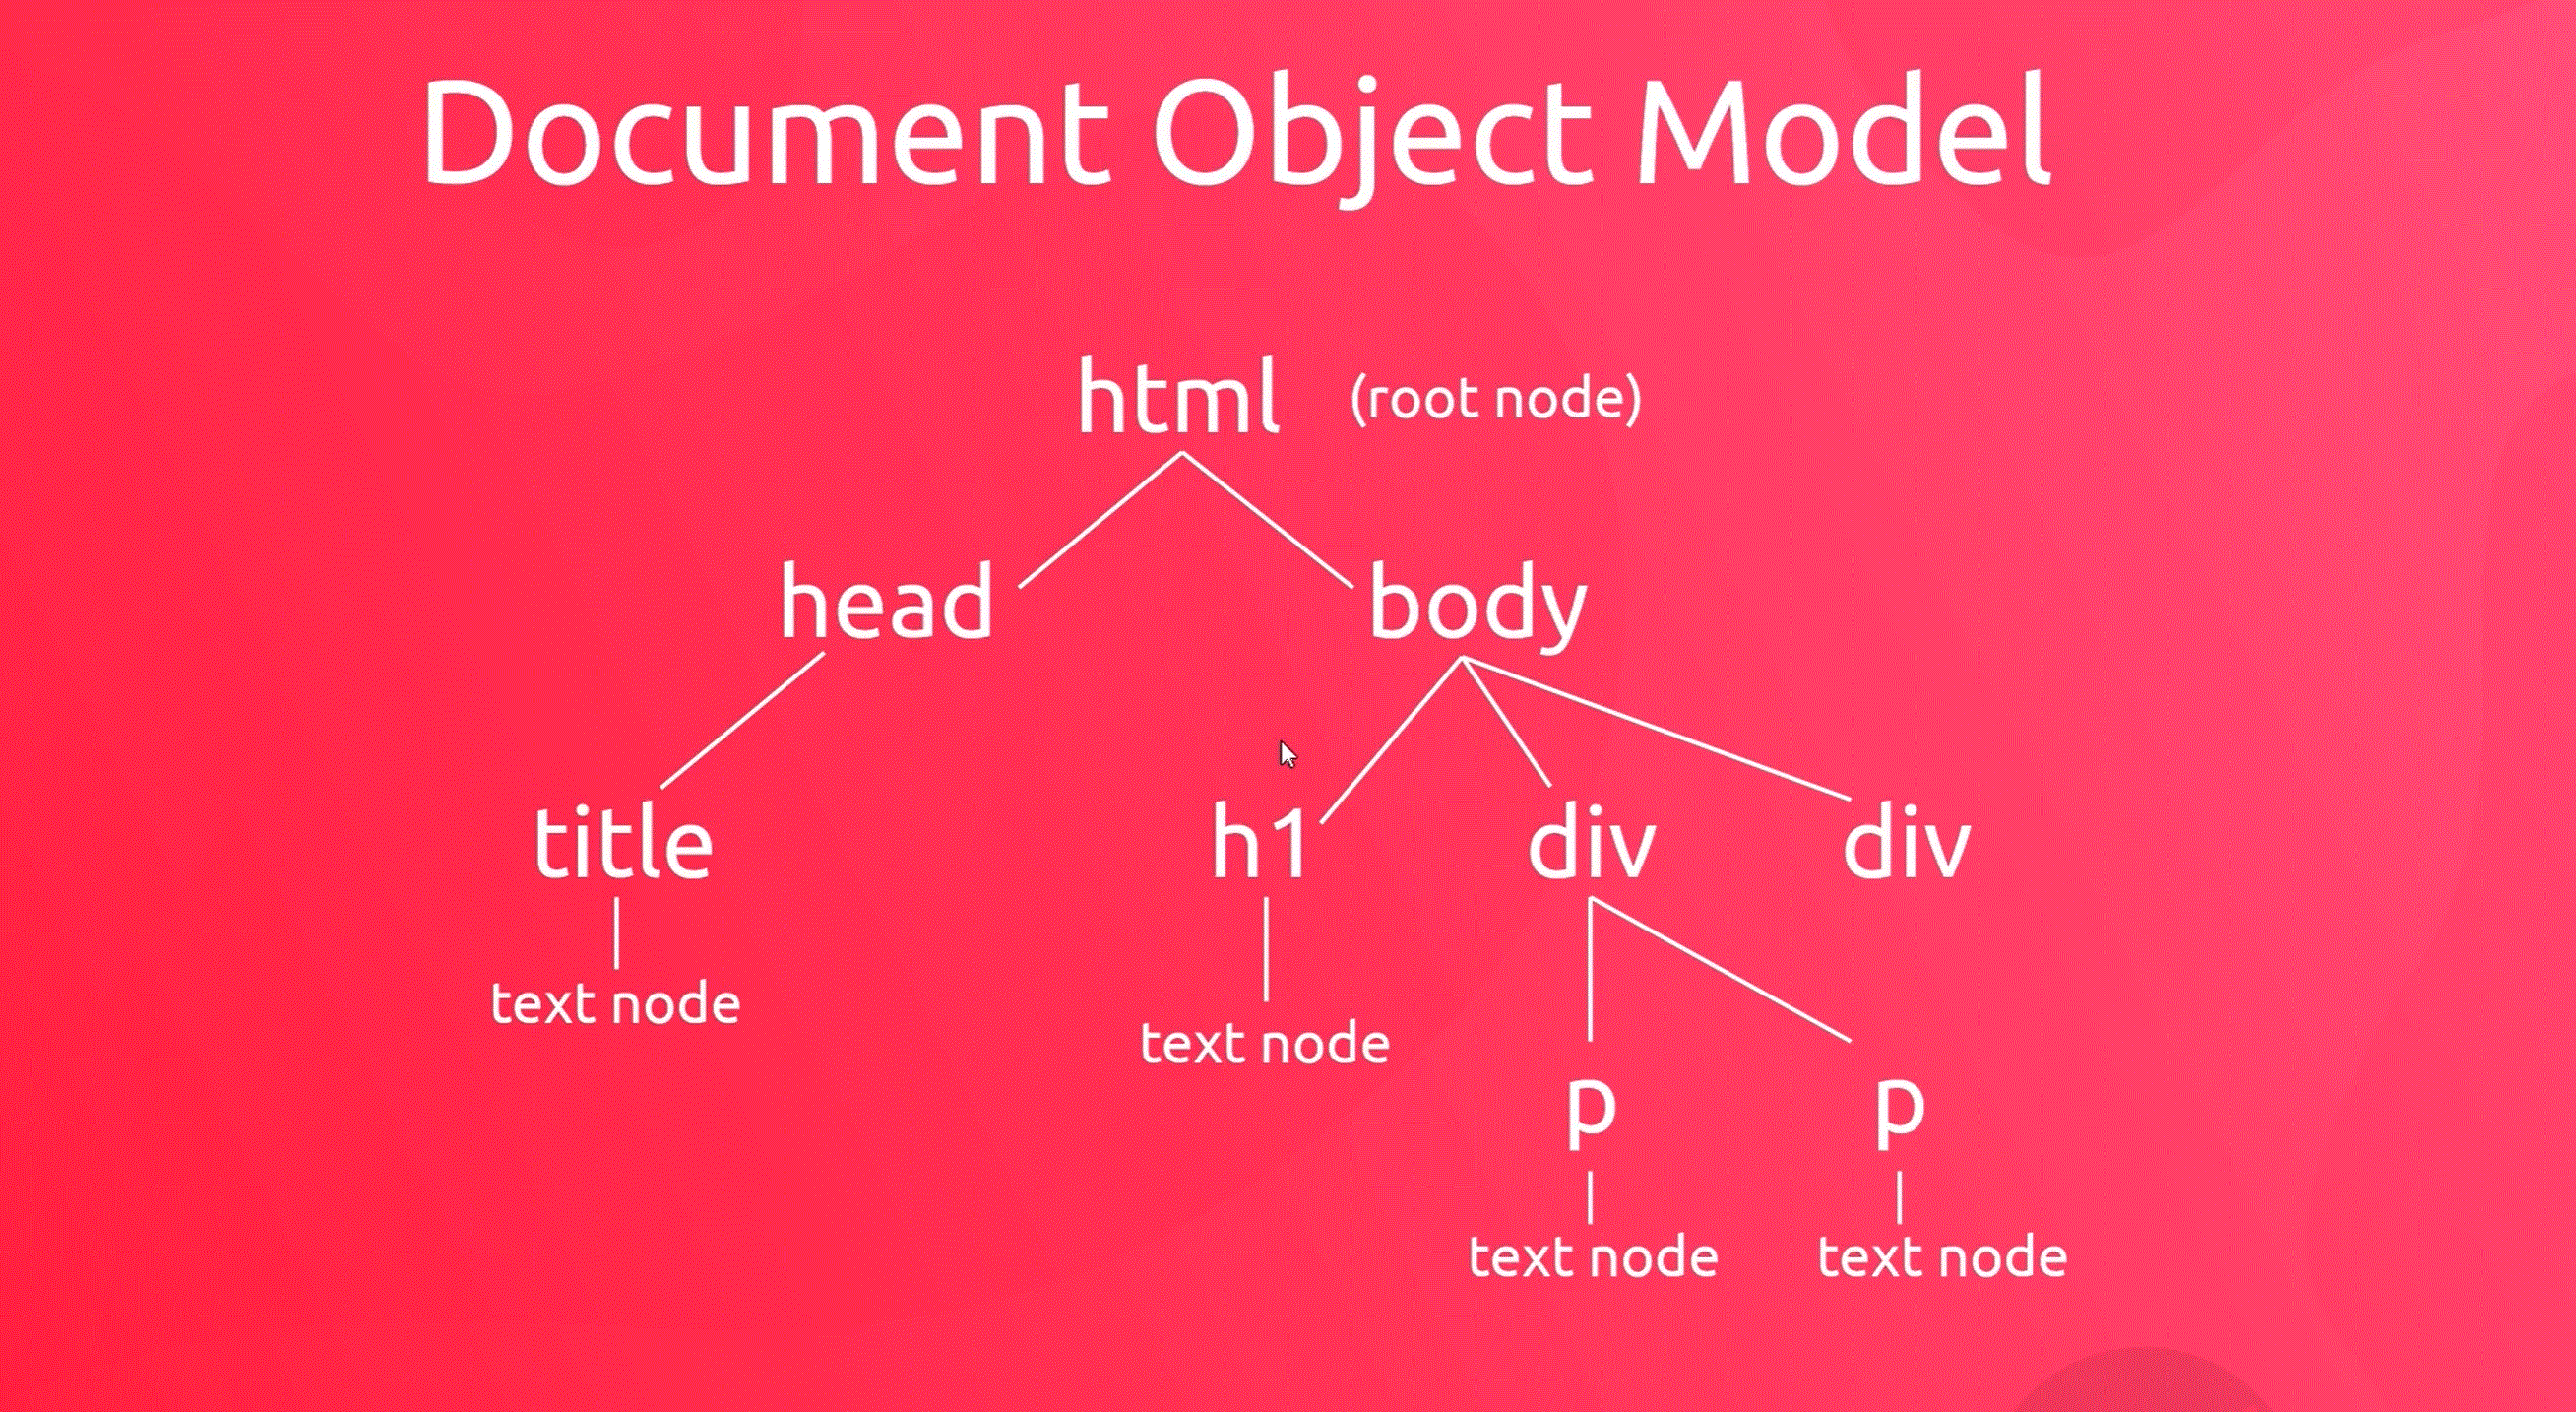 Document Object Model
html (root node)
head body
title h1 div div
text node
text node
p p
text node text node